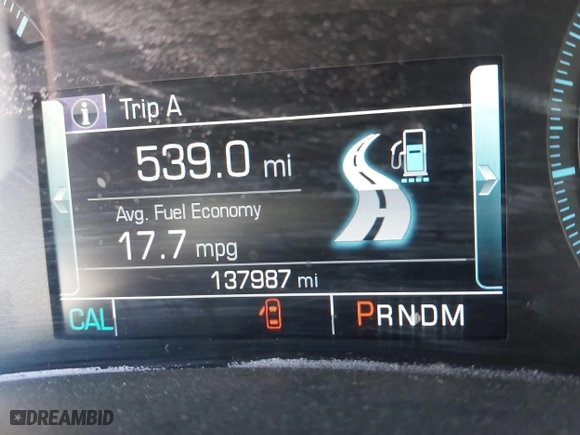 i Trip A
539.0 mi
Avg. Fuel Economy
17.7 mpg
137987 mi
CAL PRNDM
DREAMBID